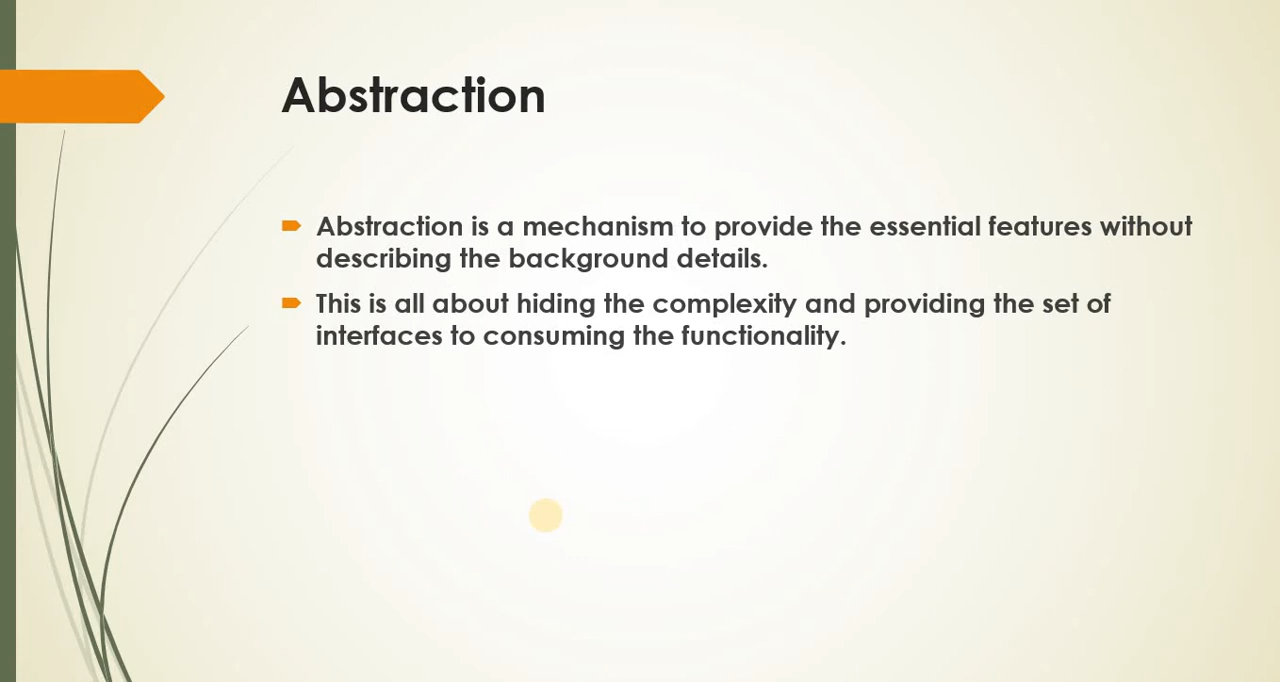 Abstraction
Abstraction is a mechanism to provide the essential features without
describing the background details.
This is all about hiding the complexity and providing the set of
interfaces to consuming the functionality.